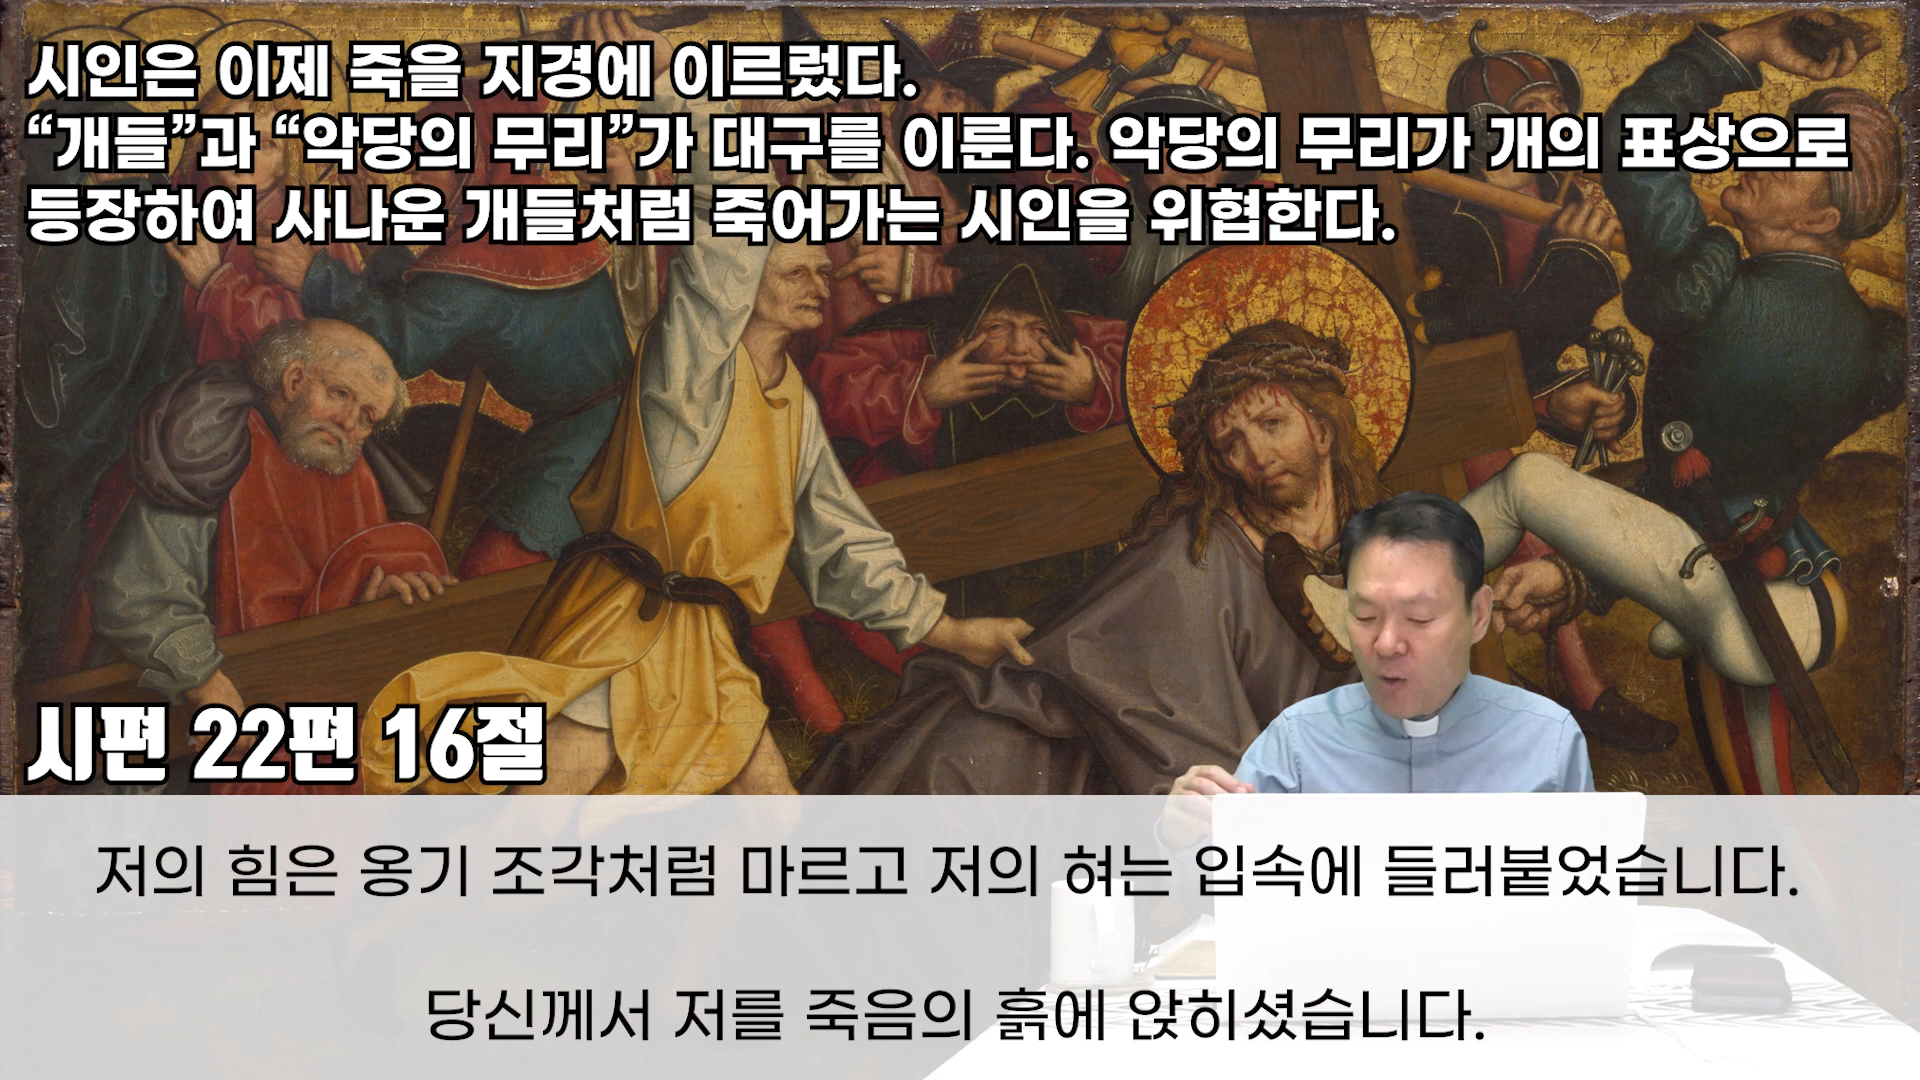 시인은 이제 죽을 지경에 이르렀다.
“개들”과 “악당의 무리”가 대구를 이룬다. 악당의 무리가 개의 표상으로
등장하여 사나운 개들처럼 죽어가는 시인을 위협한다.
시편 22편 16절
저의 힘은 옹기 조각처럼 마르고 저의 혀는 입속에 들러붙었습니다.
당신께서 저를 죽음의 흙에 앉히셨습니다.